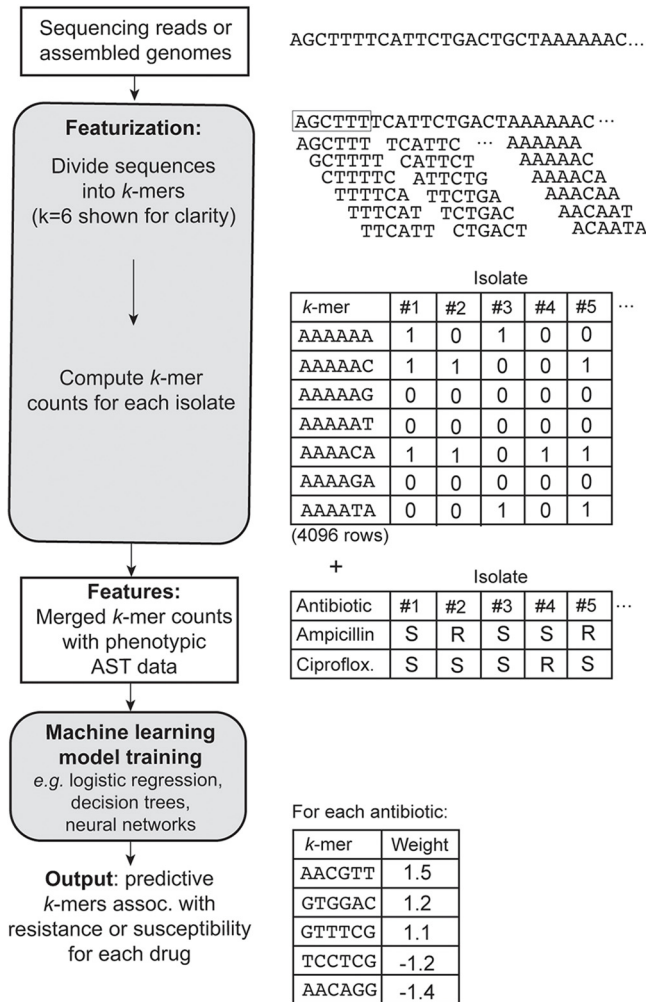 Sequencing reads or
assembled genomes
AGCTTTTCATTCTGACTGCTAAAAAAC...
Featurization:
Divide sequences
into k-mers
(k=6 shown for clarity)
Compute k-mer
counts for each isolate
AGCTTTTCATTCTGACTAAAAAAC...
AGCTTT TCATTC ... AAAAAA
GCTTTT CATTCT AAAAAC
CTTTTC ATTCTG AAAACA
TTTTCA TTCTGA AAACAA
TTTCAT TCTGAC AACAAT
TTCATT CTGACT ACAATA
Isolate
k-mer #1 #2 #3 #4 #5 ...
AAAAAA 1 0 1 0 0
AAAAAC 1 1 0 0 1
AAAAAG 0 0 0 0 0
AAAAAT 0 0 0 0 0
AAAACA 1 1 0 1 1
AAAAGA 0 0 0 0 0
AAAATA 0 0 1 0 1
(4096 rows)
+
Features:
Merged k-mer counts
with phenotypic
AST data
Isolate
Antibiotic #1 #2 #3 #4 #5 ...
Ampicillin S R S S R
Ciproflox. S S S R S
Machine learning
model training
e.g. logistic regression,
decision trees,
neural networks
Output: predictive
k-mers assoc. with
resistance or susceptibility
for each drug
For each antibiotic:
k-mer Weight
AACGTT 1.5
GTGGAC 1.2
GTTTCG 1.1
TCCTCG -1.2
AACAGG -1.4